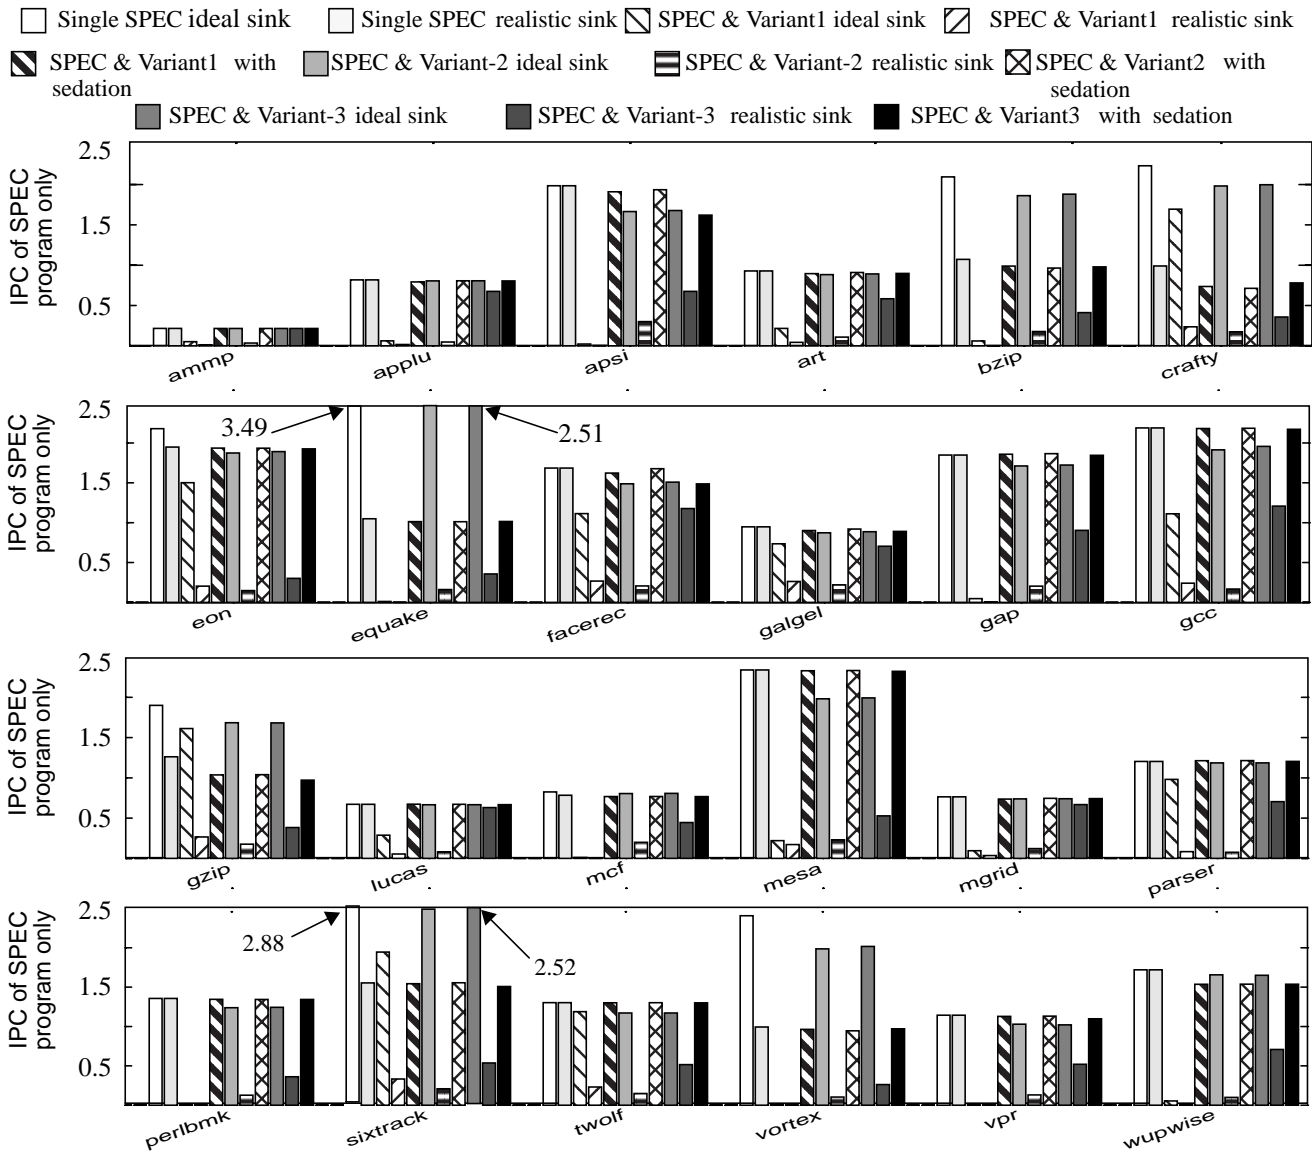 Single SPEC ideal sink Single SPEC realistic sink SPEC & Variant1 ideal sink SPEC & Variant1 realistic sink
SPEC & Variant1 with sedation SPEC & Variant-2 ideal sink SPEC & Variant-2 realistic sink SPEC & Variant2 with sedation
SPEC & Variant-3 ideal sink SPEC & Variant-3 realistic sink SPEC & Variant3 with sedation
IPC of SPEC
program only
2.5
1.5
0.5
ammp applu apsi art bzip crafty
IPC of SPEC
program only
2.5
1.5
0.5
3.49
2.51
eon equake facerec galgel gap gcc
IPC of SPEC
program only
2.5
1.5
0.5
gzip lucas mcf mesa mgrid parser
IPC of SPEC
program only
2.5
1.5
0.5
2.88
2.52
perlbmk sixtrack twolf vortex vpr wupwise